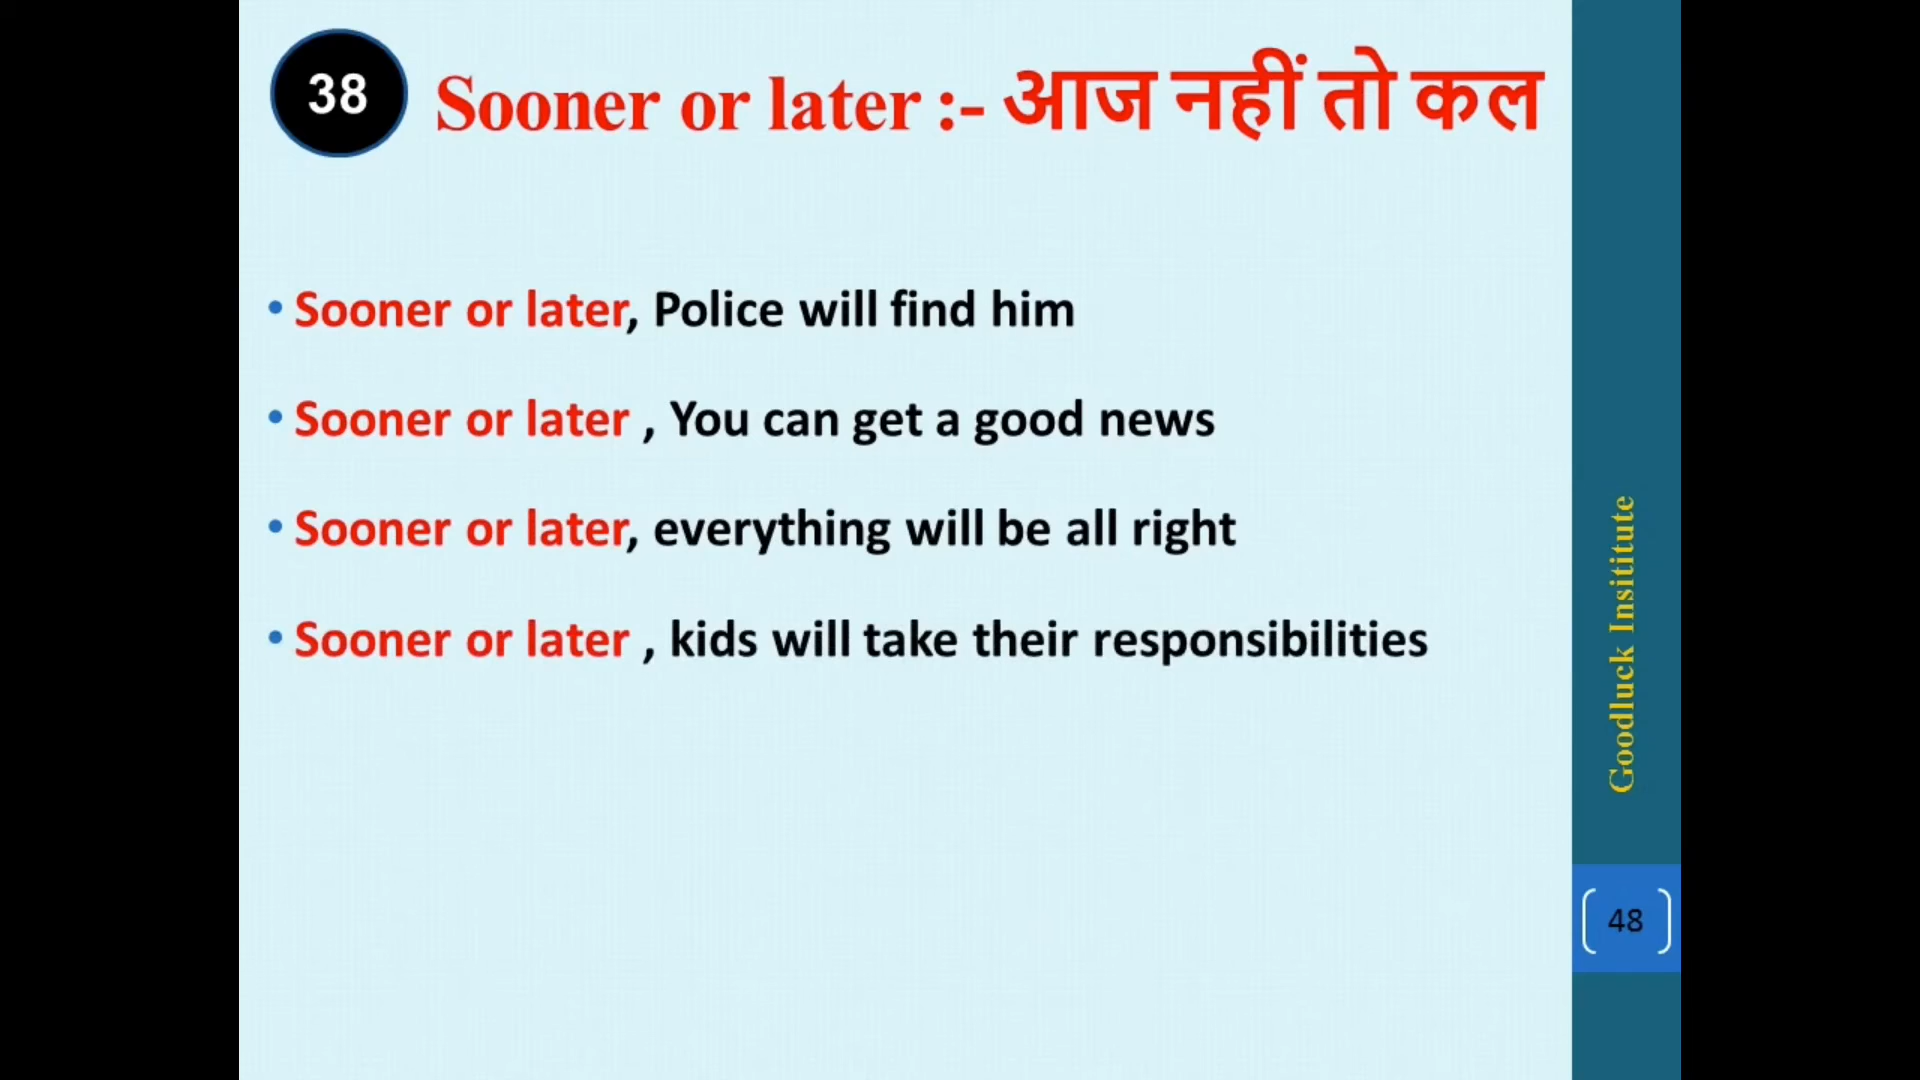 38
Sooner or later :- आज नहीं तो कल
• Sooner or later, Police will find him
• Sooner or later , You can get a good news
• Sooner or later, everything will be all right
• Sooner or later , kids will take their responsibilities
Goodluck Insititute
48